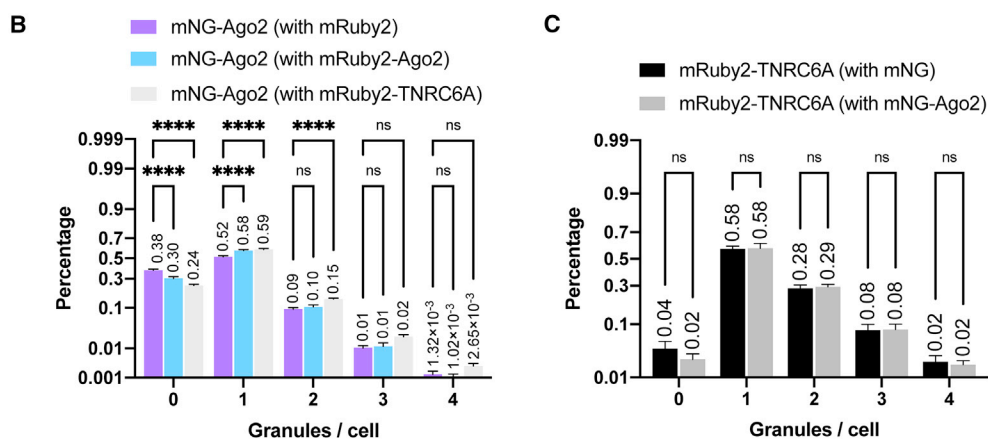 B
mNG-Ago2 (with mRuby2)
mNG-Ago2 (with mRuby2-Ago2)
mNG-Ago2 (with mRuby2-TNRC6A)
**** **** **** ns ns
**** **** ns ns ns
0.999
0.99
0.9
0.7
0.5
0.3
0.1
0.01
0.001
Percentage
0.38 0.30 0.24
0.52 0.58 0.59
0.09 0.10 0.15
0.01 0.01 0.02
1.32×10-3 1.02×10-3 2.65×10-3
0 1 2 3 4
Granules / cell
C
mRuby2-TNRC6A (with mNG)
mRuby2-TNRC6A (with mNG-Ago2)
ns ns ns ns ns
0.99
0.9
0.7
0.5
0.3
0.1
0.01
Percentage
0.04 0.02
0.58 0.58
0.28 0.29
0.08 0.08
0.02 0.02
0 1 2 3 4
Granules / cell